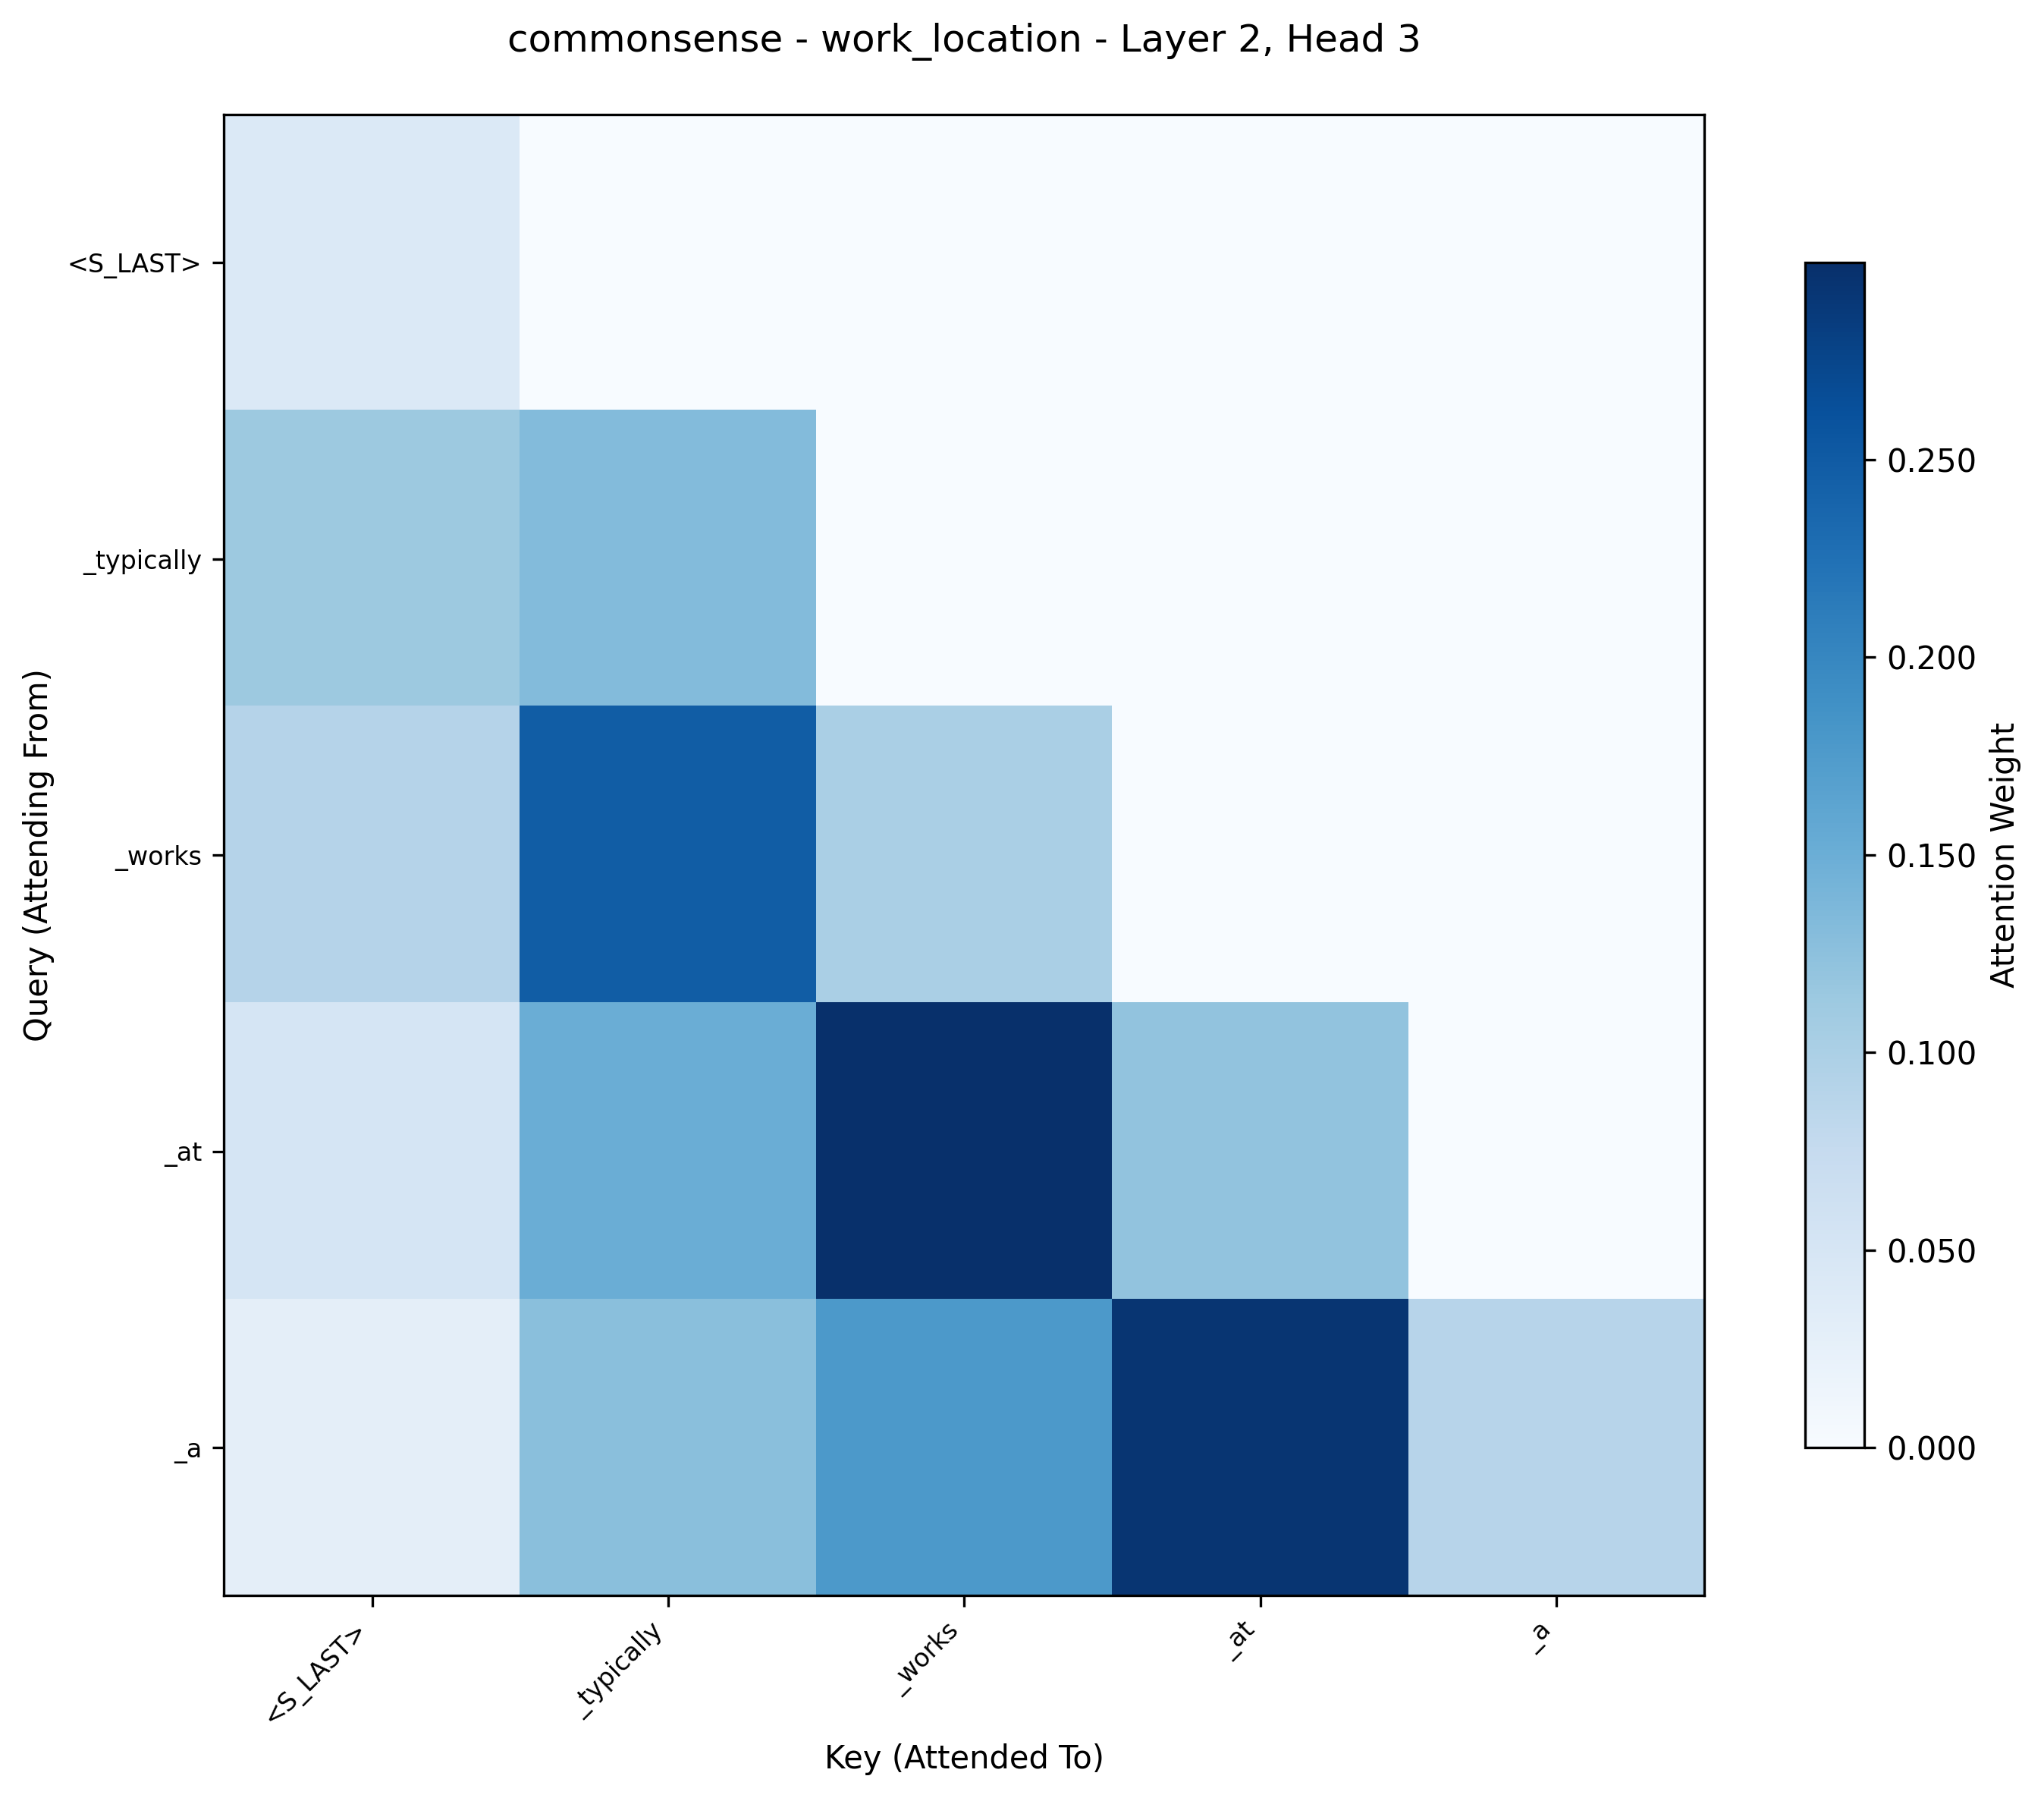 commonsense - work_location - Layer 2, Head 3
Query (Attending From)
<S_LAST>
_typically
_works
_at
_a
<S_LAST>
_typically
_works
_at
_a
Key (Attended To)
0.250
0.200
0.150
0.100
0.050
0.000
Attention Weight